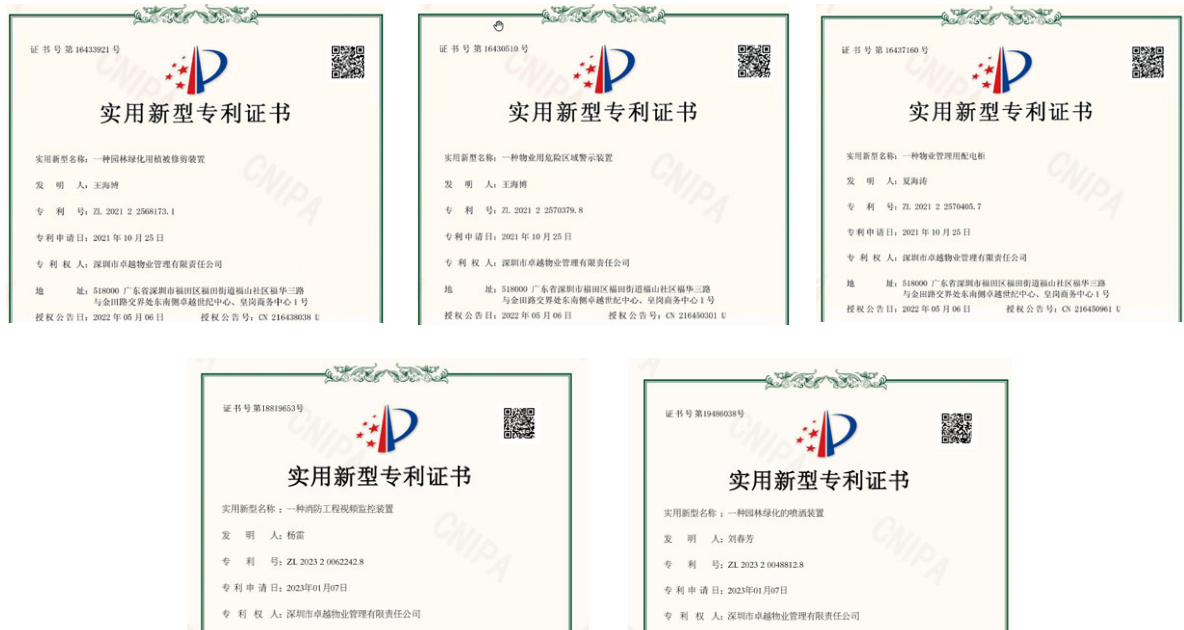 证书号第16433921号
实用新型专利证书
实用新型名称：一种园林绿化用植被修剪装置
发明人：王海博
专利号：ZL 2021 2 2568173.1
专利申请日：2021年10月25日
专利权人：深圳市卓越物业管理有限责任公司
地址：518000 广东省深圳市福田区福田街道福山社区福华三路
与金田路交界处东南侧卓越世纪中心、皇岗商务中心1号
授权公告日：2022年05月06日 授权公告号：CN 216438038 U
证书号第16430510号
实用新型专利证书
实用新型名称：一种物业用危险区域警示装置
发明人：王海博
专利号：ZL 2021 2 2570379.8
专利申请日：2021年10月25日
专利权人：深圳市卓越物业管理有限责任公司
地址：518000 广东省深圳市福田区福田街道福山社区福华三路
与金田路交界处东南侧卓越世纪中心、皇岗商务中心1号
授权公告日：2022年05月06日 授权公告号：CN 216450301 U
证书号第16437160号
实用新型专利证书
实用新型名称：一种物业管理用配电柜
发明人：夏海涛
专利号：ZL 2021 2 2570405.7
专利申请日：2021年10月25日
专利权人：深圳市卓越物业管理有限责任公司
地址：518000 广东省深圳市福田区福田街道福山社区福华三路
与金田路交界处东南侧卓越世纪中心、皇岗商务中心1号
授权公告日：2022年05月06日 授权公告号：CN 216450961 U
证书号第18819653号
实用新型专利证书
实用新型名称：一种消防工程视频监控装置
发明人：杨雷
专利号：ZL 2023 2 0062242.8
专利申请日：2023年01月07日
专利权人：深圳市卓越物业管理有限责任公司
证书号第19486038号
实用新型专利证书
实用新型名称：一种园林绿化的喷洒装置
发明人：刘春芳
专利号：ZL 2023 2 0048812.8
专利申请日：2023年01月07日
专利权人：深圳市卓越物业管理有限责任公司
CNIPA
CNIPA
CNIPA
CNIPA
CNIPA
CNIPA
CNIPA
CNIPA
CNIPA
CNIPA